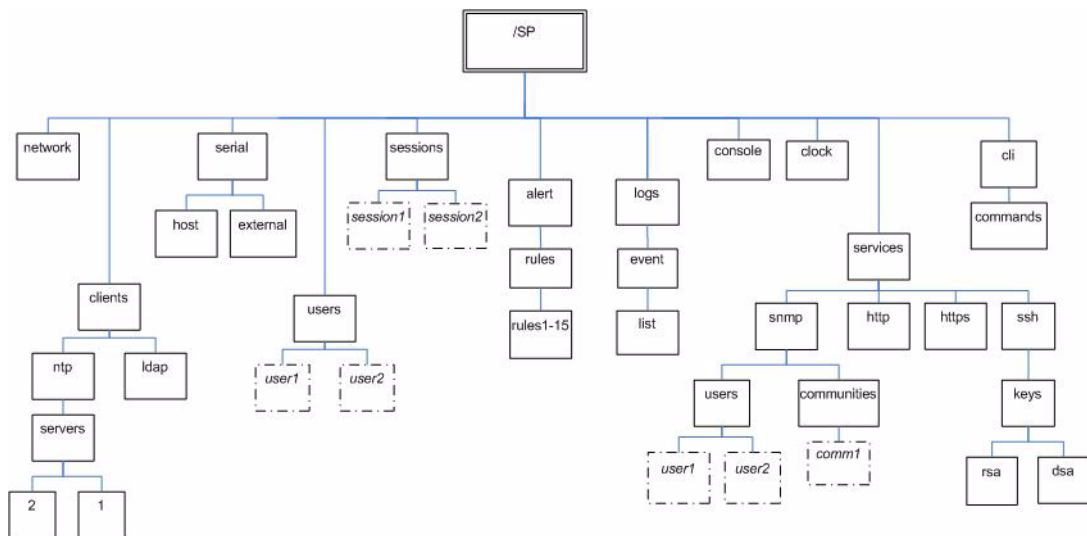 /SP
network
serial
sessions
console
clock
cli
alert
logs
session1
session2
host
external
commands
services
rules
event
clients
users
rules1-15
list
snmp
http
https
ssh
ntp
ldap
user1
user2
users
communities
keys
servers
user1
user2
comm1
rsa
dsa
2
1